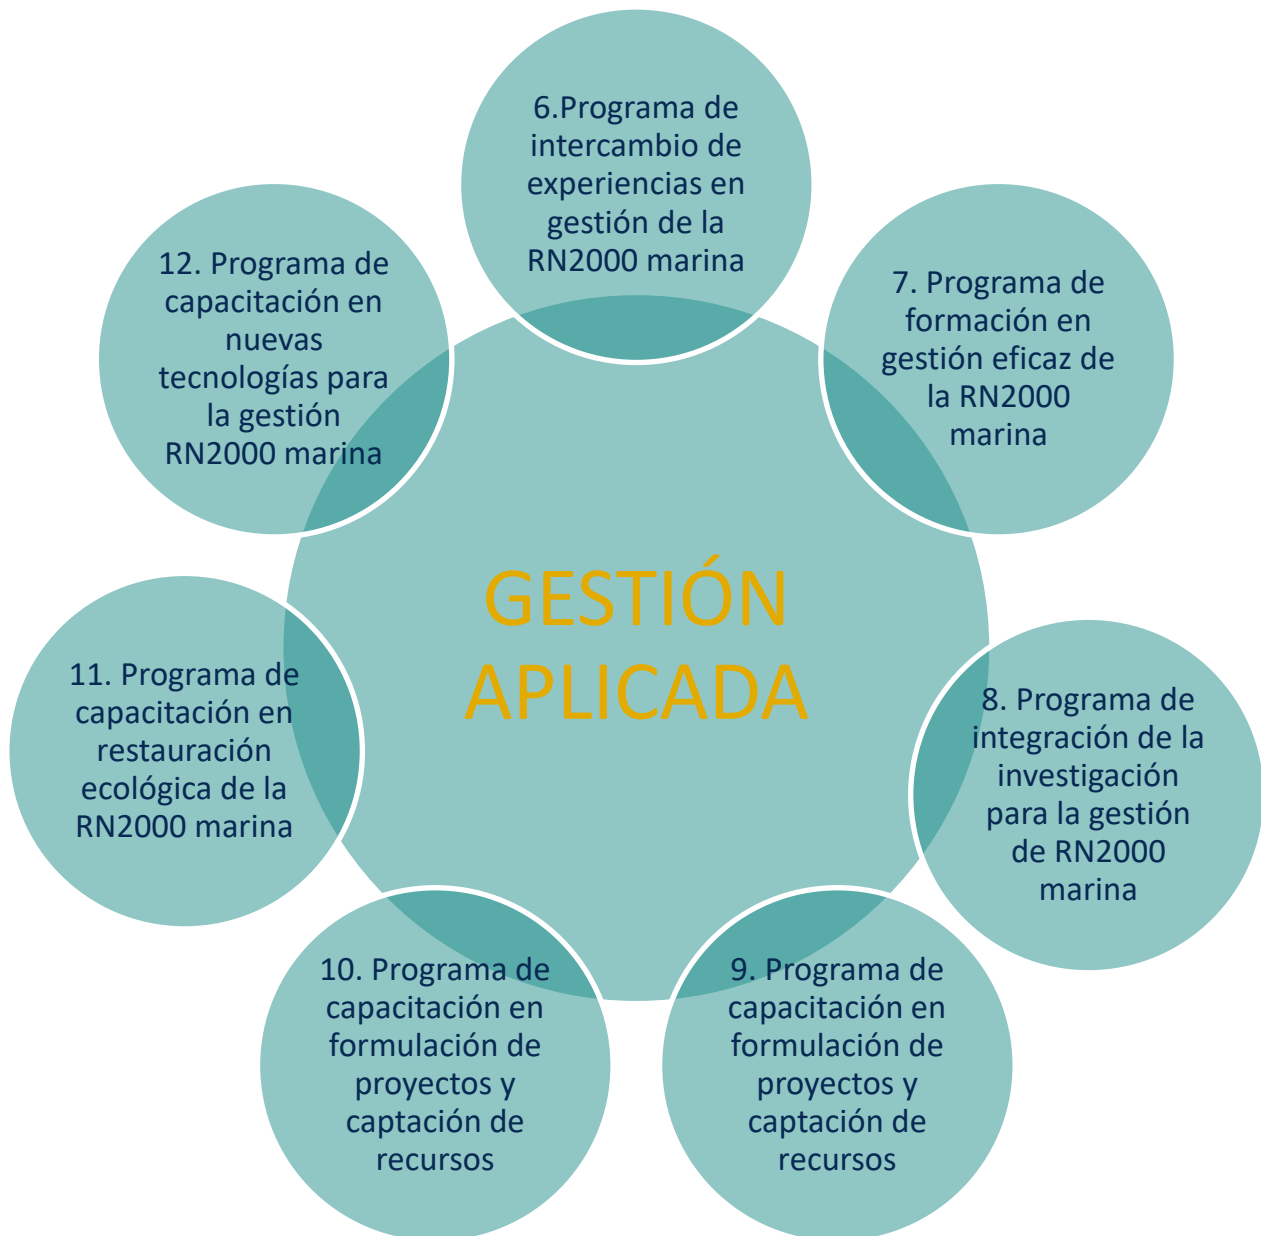 6.Programa de
intercambio de
experiencias en
gestión de la
RN2000 marina
7. Programa de
formación en
gestión eficaz de
la RN2000
marina
8. Programa de
integración de la
investigación
para la gestión
de RN2000
marina
9. Programa de
capacitación en
formulación de
proyectos y
captación de
recursos
10. Programa de
capacitación en
formulación de
proyectos y
captación de
recursos
11. Programa de
capacitación en
restauración
ecológica de la
RN2000 marina
12. Programa de
capacitación en
nuevas
tecnologías para
la gestión
RN2000 marina
GESTIÓN
APLICADA